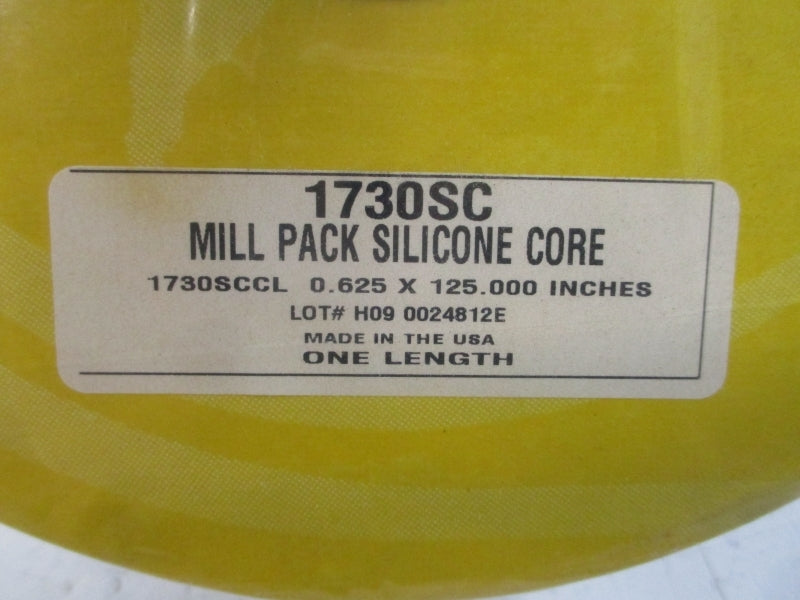 1730SC
MILL PACK SILICONE CORE
1730SCCL 0.625 X 125.000 INCHES
LOT# H09 0024812E
MADE IN THE USA
ONE LENGTH